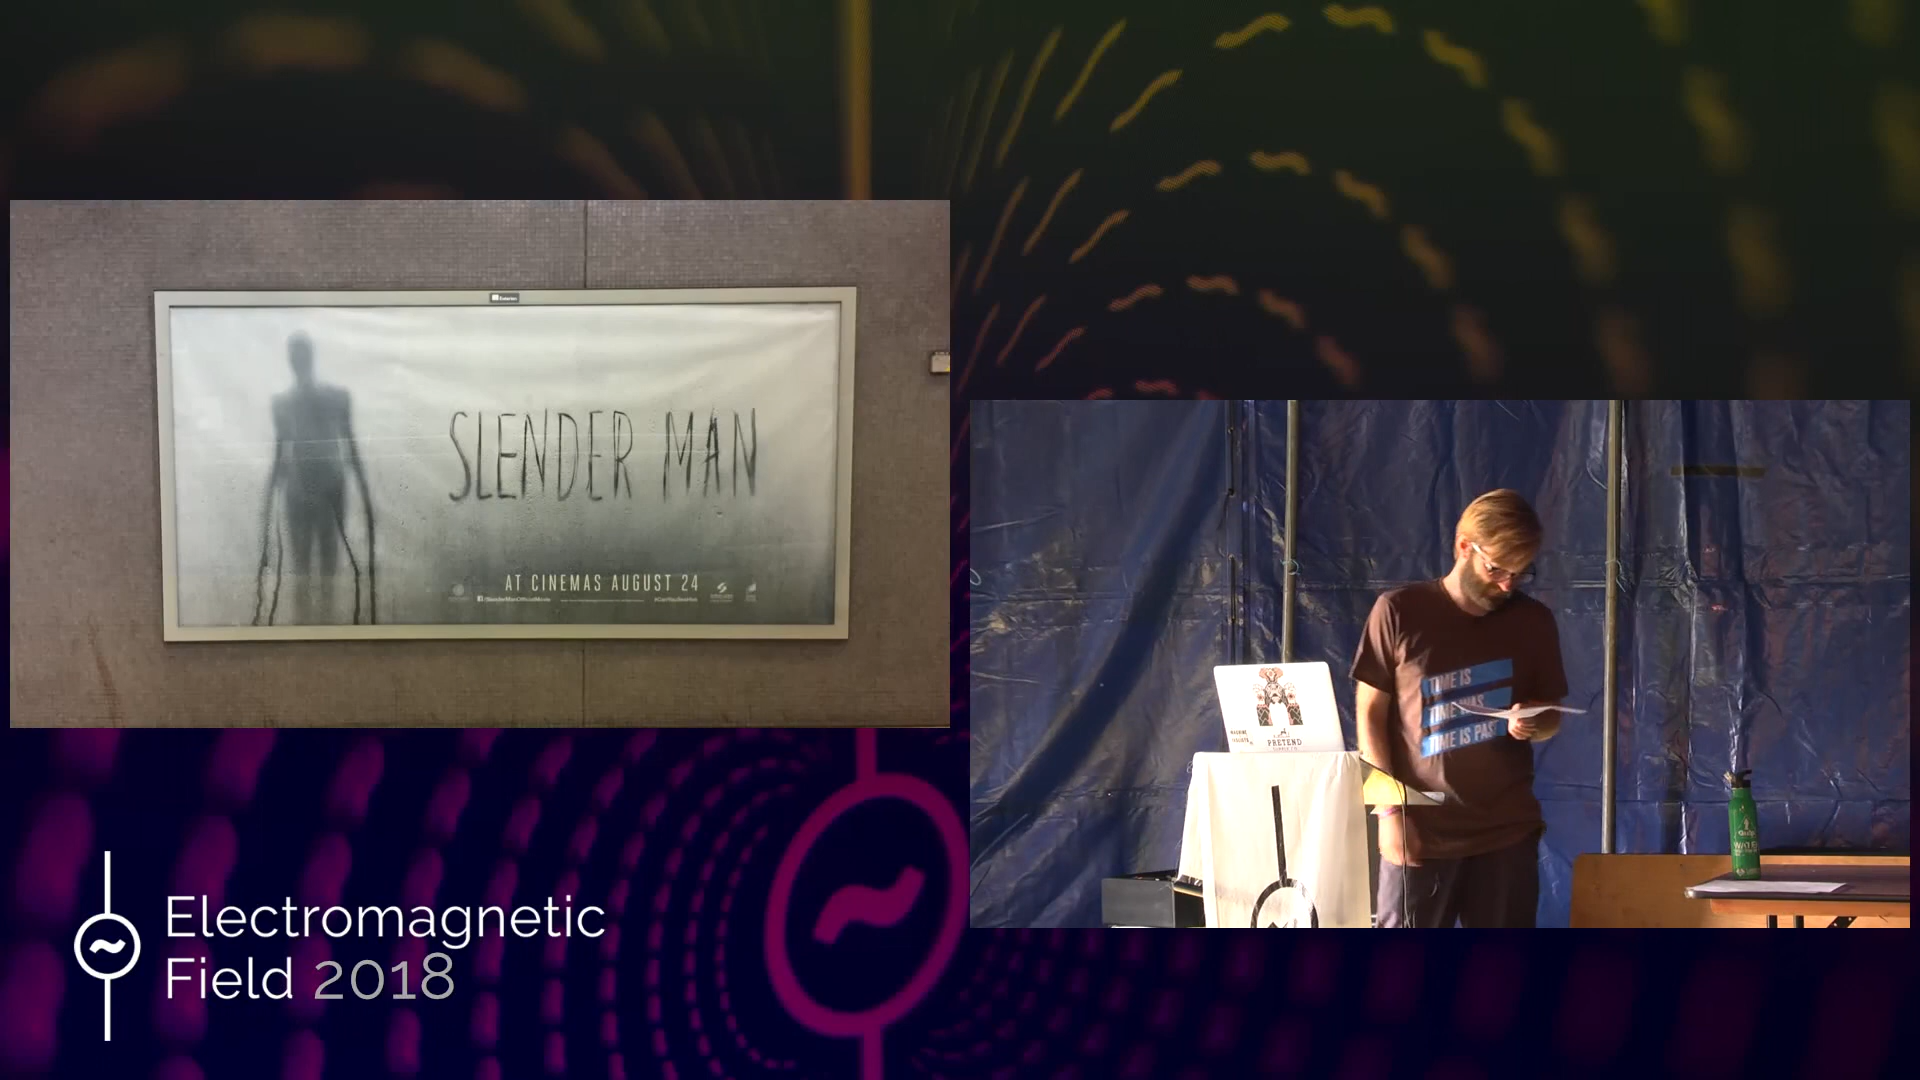 SLENDER MAN
AT CINEMAS AUGUST 24
TIME IS
TIME WAS
TIME IS PAST
PRETEND
Electromagnetic
Field 2018